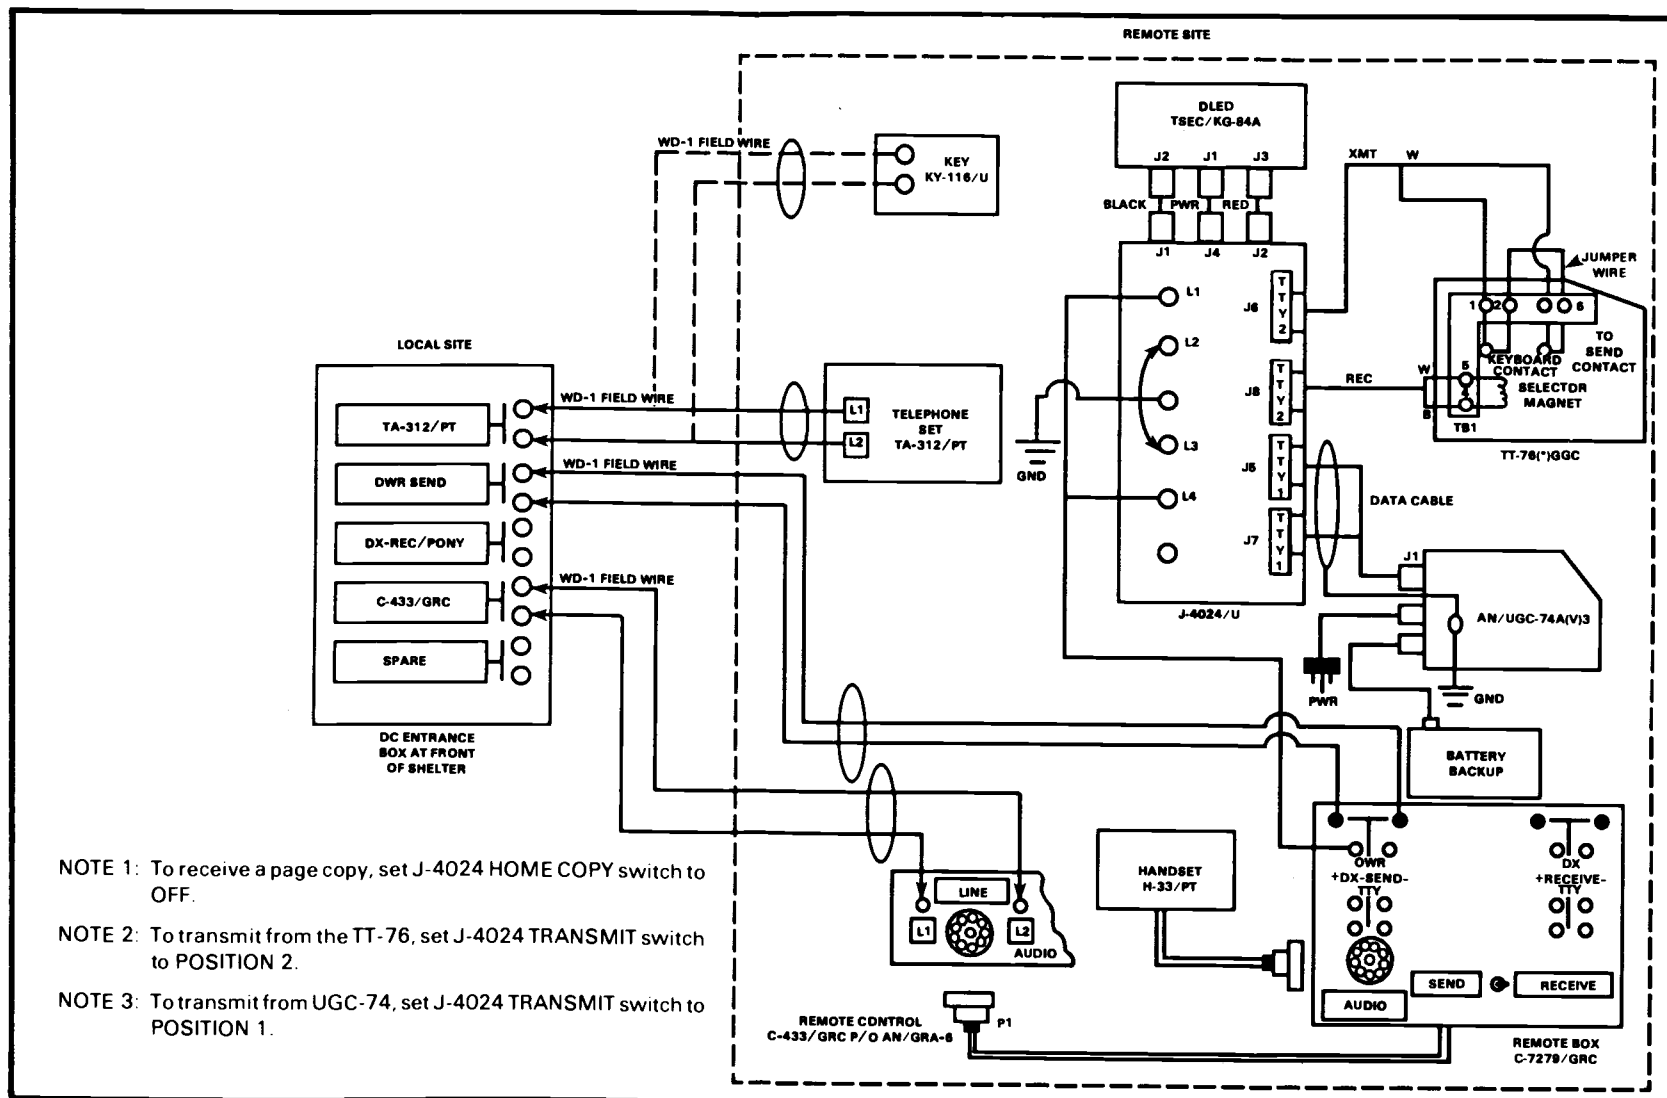 REMOTE SITE
DLED
TSEC/KG-84A
J2 J1 J3
BLACK PWR RED
J1 J4 J2
WD-1 FIELD WIRE
KEY
KY-116/U
XMT W
JUMPER
WIRE
1 2 6
TO
SEND
CONTACT
KEYBOARD
CONTACT
SELECTOR
MAGNET
W
B
5
4
TB1
TT-76(*)GGC
L1
L2
L3
L4
J6
TTY2
J8
TTY2
REC
J5
TTY1
J7
TTY1
GND
J-4024/U
DATA CABLE
J1
AN/UGC-74A(V)3
PWR
GND
BATTERY
BACKUP
LOCAL SITE
TA-312/PT
DWR SEND
DX-REC/PONY
C-433/GRC
SPARE
DC ENTRANCE
BOX AT FRONT
OF SHELTER
WD-1 FIELD WIRE
WD-1 FIELD WIRE
WD-1 FIELD WIRE
L1
L2
TELEPHONE
SET
TA-312/PT
LINE
L1
L2
AUDIO
REMOTE CONTROL
C-433/GRC P/O AN/GRA-6
P1
HANDSET
H-33/PT
OWR
+DX-SEND-
TTY
DX
+RECEIVE-
TTY
SEND
RECEIVE
AUDIO
REMOTE BOX
C-7279/GRC
NOTE 1: To receive a page copy, set J-4024 HOME COPY switch to
OFF.
NOTE 2: To transmit from the TT-76, set J-4024 TRANSMIT switch
to POSITION 2.
NOTE 3: To transmit from UGC-74, set J-4024 TRANSMIT switch to
POSITION 1.